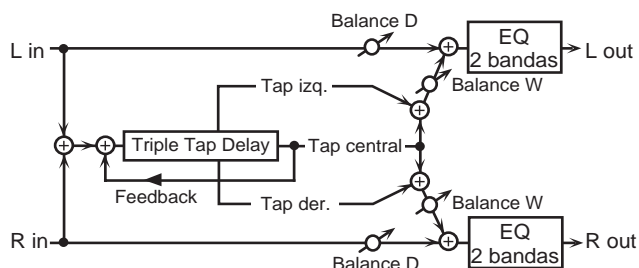 Balance D
L in
EQ
2 bandas
L out
Balance W
Tap izq.
Triple Tap Delay
Tap central
Feedback
Tap der.
Balance W
R in
EQ
2 bandas
R out
Balance D